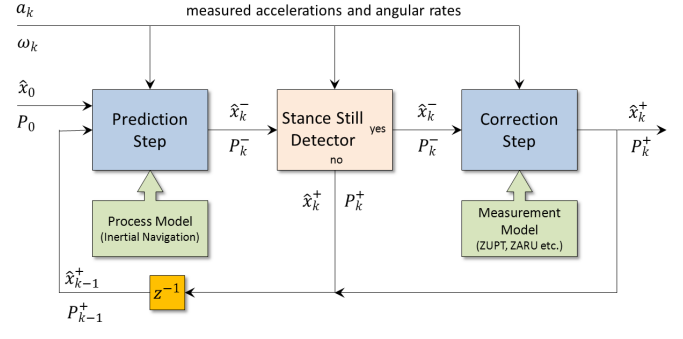 a_k measured accelerations and angular rates
ω_k
x̂_0
P_0
Prediction
Step
x̂_k^-
P_k^-
Stance Still
Detector yes
no
x̂_k^-
P_k^-
Correction
Step
x̂_k^+
P_k^+
x̂_k^+ P_k^+
Process Model
(Inertial Navigation)
Measurement
Model
(ZUPT, ZARU etc.)
x̂_{k-1}^+
P_{k-1}^+
z^{-1}